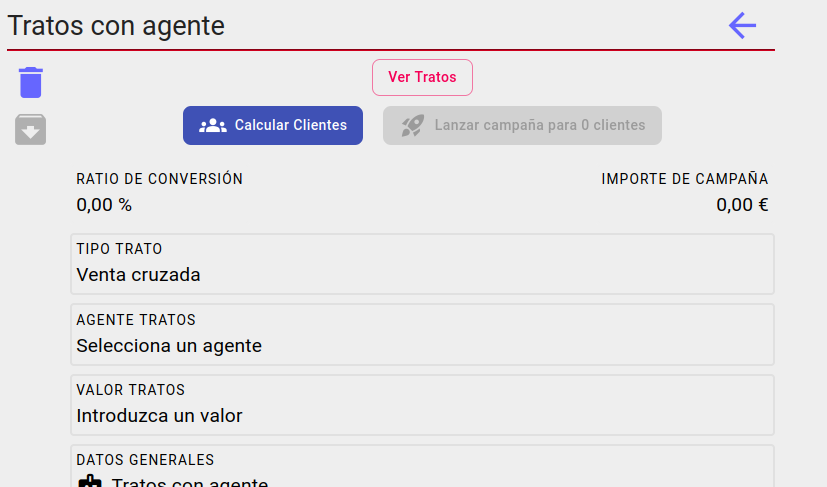 Tratos con agente
Ver Tratos
Calcular Clientes
Lanzar campaña para 0 clientes
RATIO DE CONVERSIÓN
IMPORTE DE CAMPAÑA
0,00 %
0,00 €
TIPO TRATO
Venta cruzada
AGENTE TRATOS
Selecciona un agente
VALOR TRATOS
Introduzca un valor
DATOS GENERALES
Tratos con agente